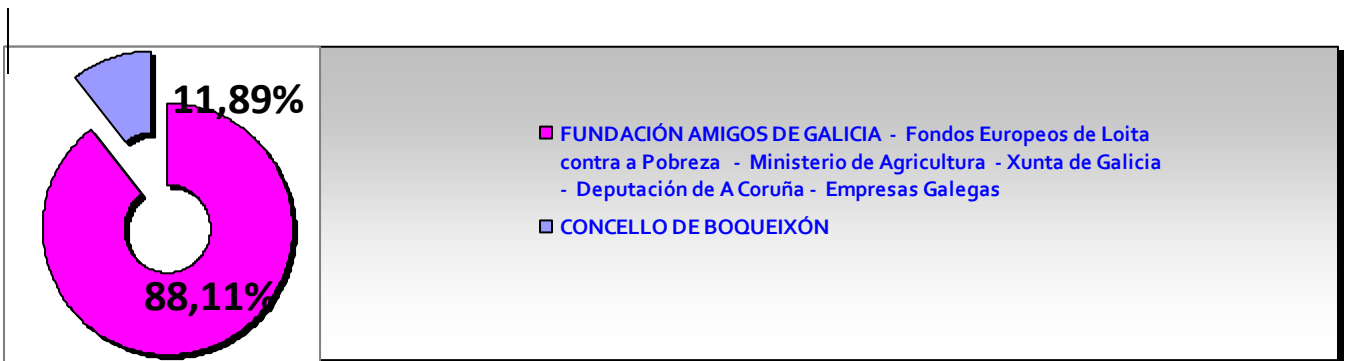 11,89%
88,11%
FUNDACIÓN AMIGOS DE GALICIA - Fondos Europeos de Loita
contra a Pobreza - Ministerio de Agricultura - Xunta de Galicia
- Deputación de A Coruña - Empresas Galegas
CONCELLO DE BOQUEIXÓN